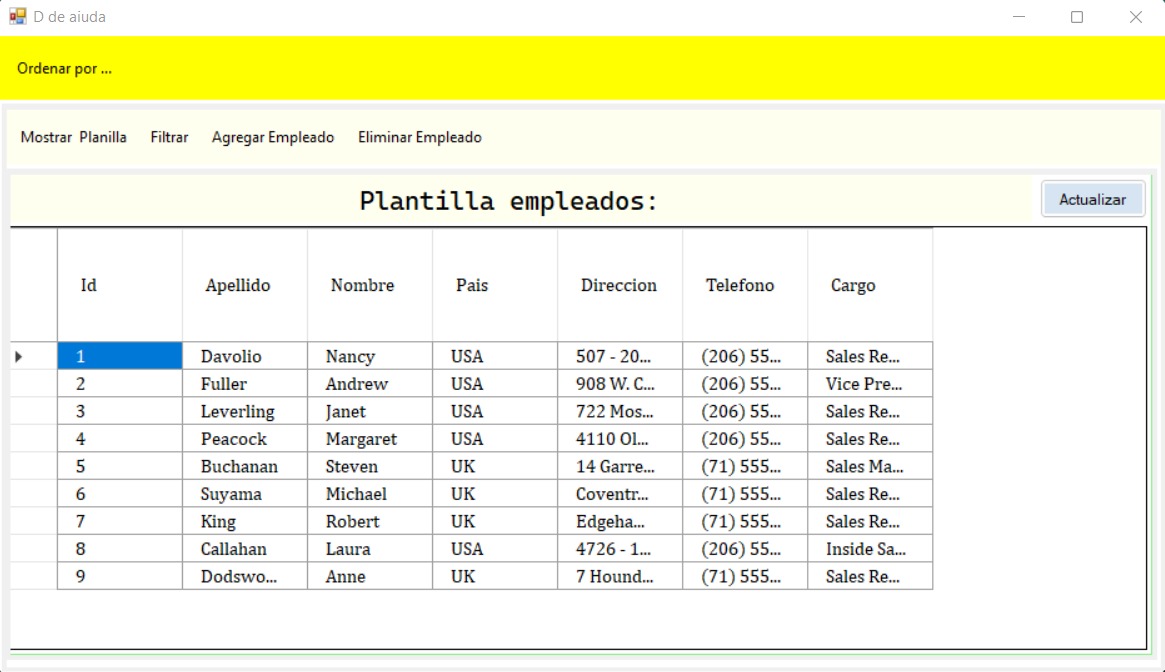 D de aiuda
Ordenar por ...
Mostrar Planilla Filtrar Agregar Empleado Eliminar Empleado
Plantilla empleados: Actualizar
Id Apellido Nombre Pais Direccion Telefono Cargo
1 Davolio Nancy USA 507 - 20... (206) 55... Sales Re...
2 Fuller Andrew USA 908 W. C... (206) 55... Vice Pre...
3 Leverling Janet USA 722 Mos... (206) 55... Sales Re...
4 Peacock Margaret USA 4110 Ol... (206) 55... Sales Re...
5 Buchanan Steven UK 14 Garre... (71) 555... Sales Ma...
6 Suyama Michael UK Coventr... (71) 555... Sales Re...
7 King Robert UK Edgeha... (71) 555... Sales Re...
8 Callahan Laura USA 4726 - 1... (206) 55... Inside Sa...
9 Dodswo... Anne UK 7 Hound... (71) 555... Sales Re...